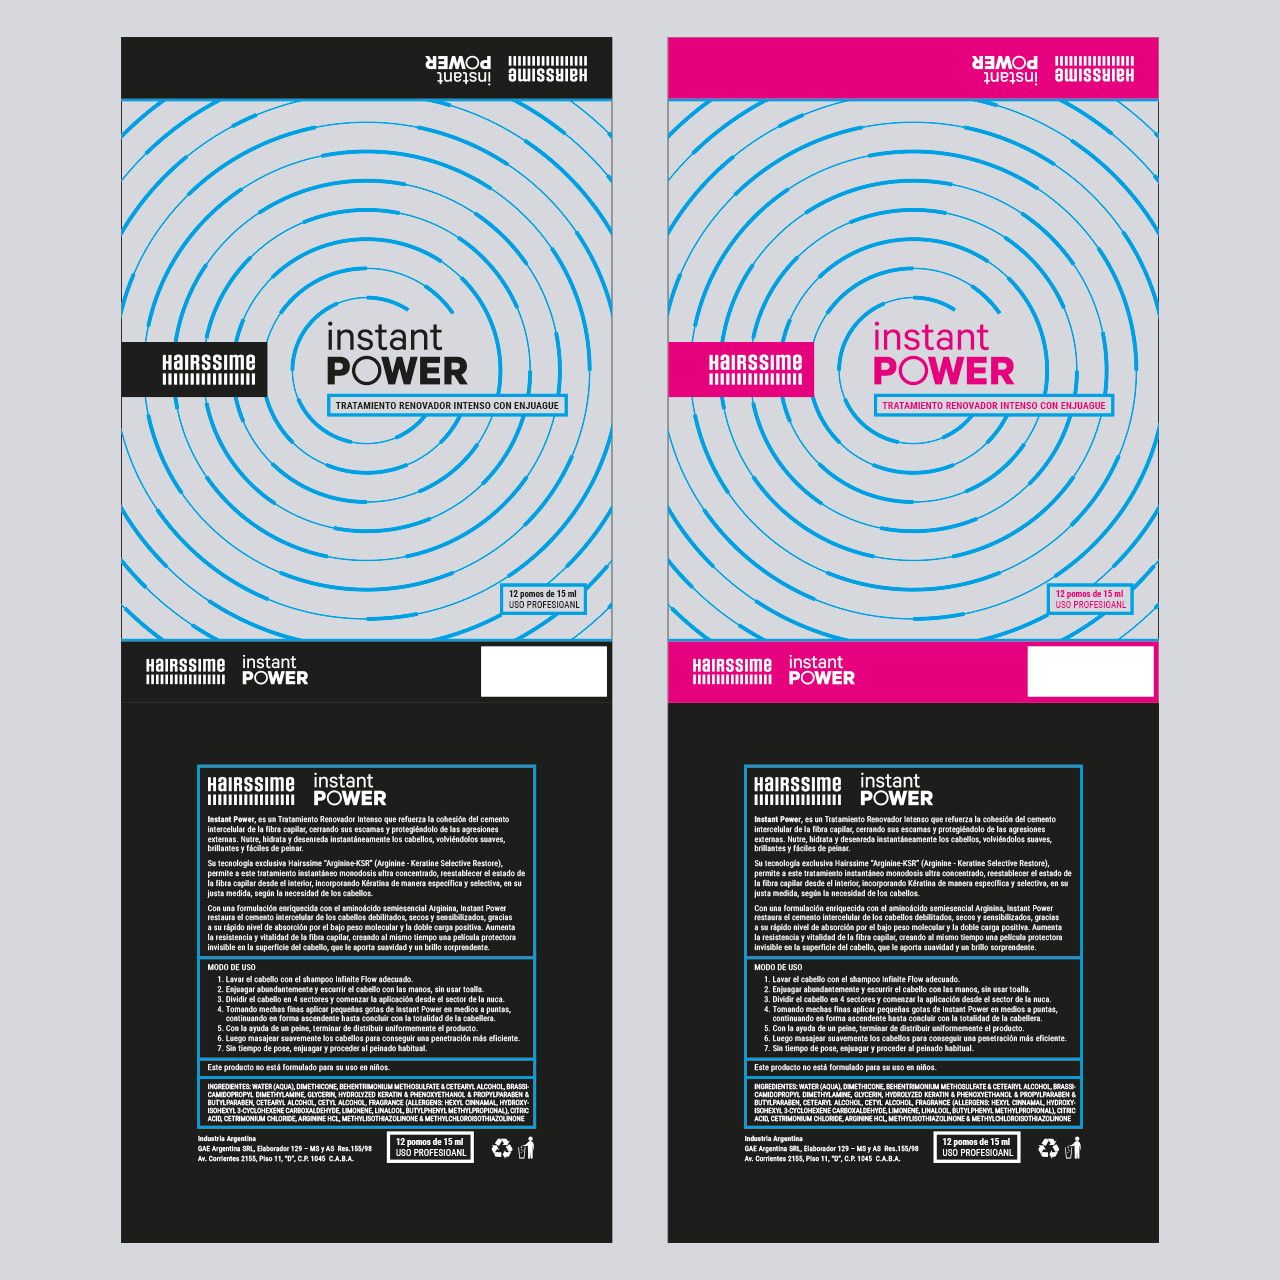 HAIRSSIME
instant
POWER
instant
POWER
HAIRSSIME
TRATAMIENTO RENOVADOR INTENSO CON ENJUAGUE
12 pomos de 15 ml
USO PROFESIOANL
HAIRSSIME
instant
POWER
HAIRSSIME
instant
POWER
Instant Power, es un Tratamiento Renovador Intenso que refuerza la cohesión del cemento
intercelular de la fibra capilar, cerrando sus escamas y protegiéndolo de las agresiones
externas. Nutre, hidrata y desenreda instantáneamente los cabellos, volviéndolos suaves,
brillantes y fáciles de peinar.
Su tecnología exclusiva Hairssime "Arginine-KSR" (Arginine - Keratine Selective Restore),
permite a este tratamiento instantáneo monodosis ultra concentrado, reestablecer el estado de
la fibra capilar desde el interior, incorporando Kératina de manera específica y selectiva, en su
justa medida, según la necesidad de los cabellos.
Con una formulación enriquecida con el aminoácido semiesencial Arginina, Instant Power
restaura el cemento intercelular de los cabellos debilitados, secos y sensibilizados, gracias
a su rápido nivel de absorción por el bajo peso molecular y la doble carga positiva. Aumenta
la resistencia y vitalidad de la fibra capilar, creando al mismo tiempo una película protectora
invisible en la superficie del cabello, que le aporta suavidad y un brillo sorprendente.
MODO DE USO
1. Lavar el cabello con el shampoo Infinite Flow adecuado.
2. Enjuagar abundantemente y escurrir el cabello con las manos, sin usar toalla.
3. Dividir el cabello en 4 sectores y comenzar la aplicación desde el sector de la nuca.
4. Tomando mechas finas aplicar pequeñas gotas de Instant Power en medios a puntas,
continuando en forma ascendente hasta concluir con la totalidad de la cabellera.
5. Con la ayuda de un peine, terminar de distribuir uniformemente el producto.
6. Luego masajear suavemente los cabellos para conseguir una penetración más eficiente.
7. Sin tiempo de pose, enjuagar y proceder al peinado habitual.
Este producto no está formulado para su uso en niños.
INGREDIENTES: WATER (AQUA), DIMETHICONE, BEHENTRIMONIUM METHOSULFATE & CETEARYL ALCOHOL, BRASSI-
CAMIDOPROPYL DIMETHYLAMINE, GLYCERIN, HYDROLYZED KERATIN & PHENOXYETHANOL & PROPYLPARABEN &
BUTYLPARABEN, CETEARYL ALCOHOL, CETYL ALCOHOL, FRAGRANCE (ALLERGENS: HEXYL CINNAMAL, HYDROXY-
ISOHEXYL 3-CYCLOHEXENE CARBOXALDEHYDE, LIMONENE, LINALOOL, BUTYLPHENYL METHYLPROPIONAL), CITRIC
ACID, CETRIMONIUM CHLORIDE, ARGININE HCL, METHYLISOTHIAZOLINONE & METHYLCHLOROISOTHIAZOLINONE
Industria Argentina
GAE Argentina SRL, Elaborador 129 – MS y AS Res.155/98
Av. Corrientes 2155, Piso 11, "D", C.P. 1045 C.A.B.A.
12 pomos de 15 ml
USO PROFESIOANL
HAIRSSIME
instant
POWER
instant
POWER
HAIRSSIME
TRATAMIENTO RENOVADOR INTENSO CON ENJUAGUE
12 pomos de 15 ml
USO PROFESIOANL
HAIRSSIME
instant
POWER
HAIRSSIME
instant
POWER
Instant Power, es un Tratamiento Renovador Intenso que refuerza la cohesión del cemento
intercelular de la fibra capilar, cerrando sus escamas y protegiéndolo de las agresiones
externas. Nutre, hidrata y desenreda instantáneamente los cabellos, volviéndolos suaves,
brillantes y fáciles de peinar.
Su tecnología exclusiva Hairssime "Arginine-KSR" (Arginine - Keratine Selective Restore),
permite a este tratamiento instantáneo monodosis ultra concentrado, reestablecer el estado de
la fibra capilar desde el interior, incorporando Kératina de manera específica y selectiva, en su
justa medida, según la necesidad de los cabellos.
Con una formulación enriquecida con el aminoácido semiesencial Arginina, Instant Power
restaura el cemento intercelular de los cabellos debilitados, secos y sensibilizados, gracias
a su rápido nivel de absorción por el bajo peso molecular y la doble carga positiva. Aumenta
la resistencia y vitalidad de la fibra capilar, creando al mismo tiempo una película protectora
invisible en la superficie del cabello, que le aporta suavidad y un brillo sorprendente.
MODO DE USO
1. Lavar el cabello con el shampoo Infinite Flow adecuado.
2. Enjuagar abundantemente y escurrir el cabello con las manos, sin usar toalla.
3. Dividir el cabello en 4 sectores y comenzar la aplicación desde el sector de la nuca.
4. Tomando mechas finas aplicar pequeñas gotas de Instant Power en medios a puntas,
continuando en forma ascendente hasta concluir con la totalidad de la cabellera.
5. Con la ayuda de un peine, terminar de distribuir uniformemente el producto.
6. Luego masajear suavemente los cabellos para conseguir una penetración más eficiente.
7. Sin tiempo de pose, enjuagar y proceder al peinado habitual.
Este producto no está formulado para su uso en niños.
INGREDIENTES: WATER (AQUA), DIMETHICONE, BEHENTRIMONIUM METHOSULFATE & CETEARYL ALCOHOL, BRASSI-
CAMIDOPROPYL DIMETHYLAMINE, GLYCERIN, HYDROLYZED KERATIN & PHENOXYETHANOL & PROPYLPARABEN &
BUTYLPARABEN, CETEARYL ALCOHOL, CETYL ALCOHOL, FRAGRANCE (ALLERGENS: HEXYL CINNAMAL, HYDROXY-
ISOHEXYL 3-CYCLOHEXENE CARBOXALDEHYDE, LIMONENE, LINALOOL, BUTYLPHENYL METHYLPROPIONAL), CITRIC
ACID, CETRIMONIUM CHLORIDE, ARGININE HCL, METHYLISOTHIAZOLINONE & METHYLCHLOROISOTHIAZOLINONE
Industria Argentina
GAE Argentina SRL, Elaborador 129 – MS y AS Res.155/98
Av. Corrientes 2155, Piso 11, "D", C.P. 1045 C.A.B.A.
12 pomos de 15 ml
USO PROFESIOANL